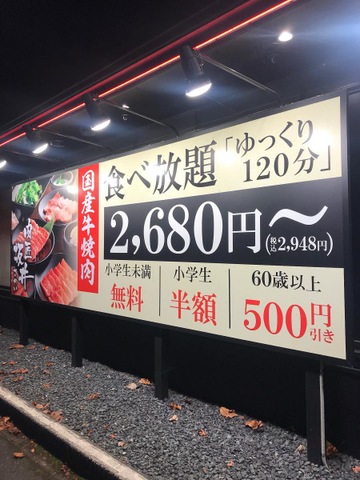 国産牛焼肉
食べ放題「ゆっくり120分」
2,680円〜(税込2,948円)
小学生未満
無料
小学生
半額
60歳以上
500円引き